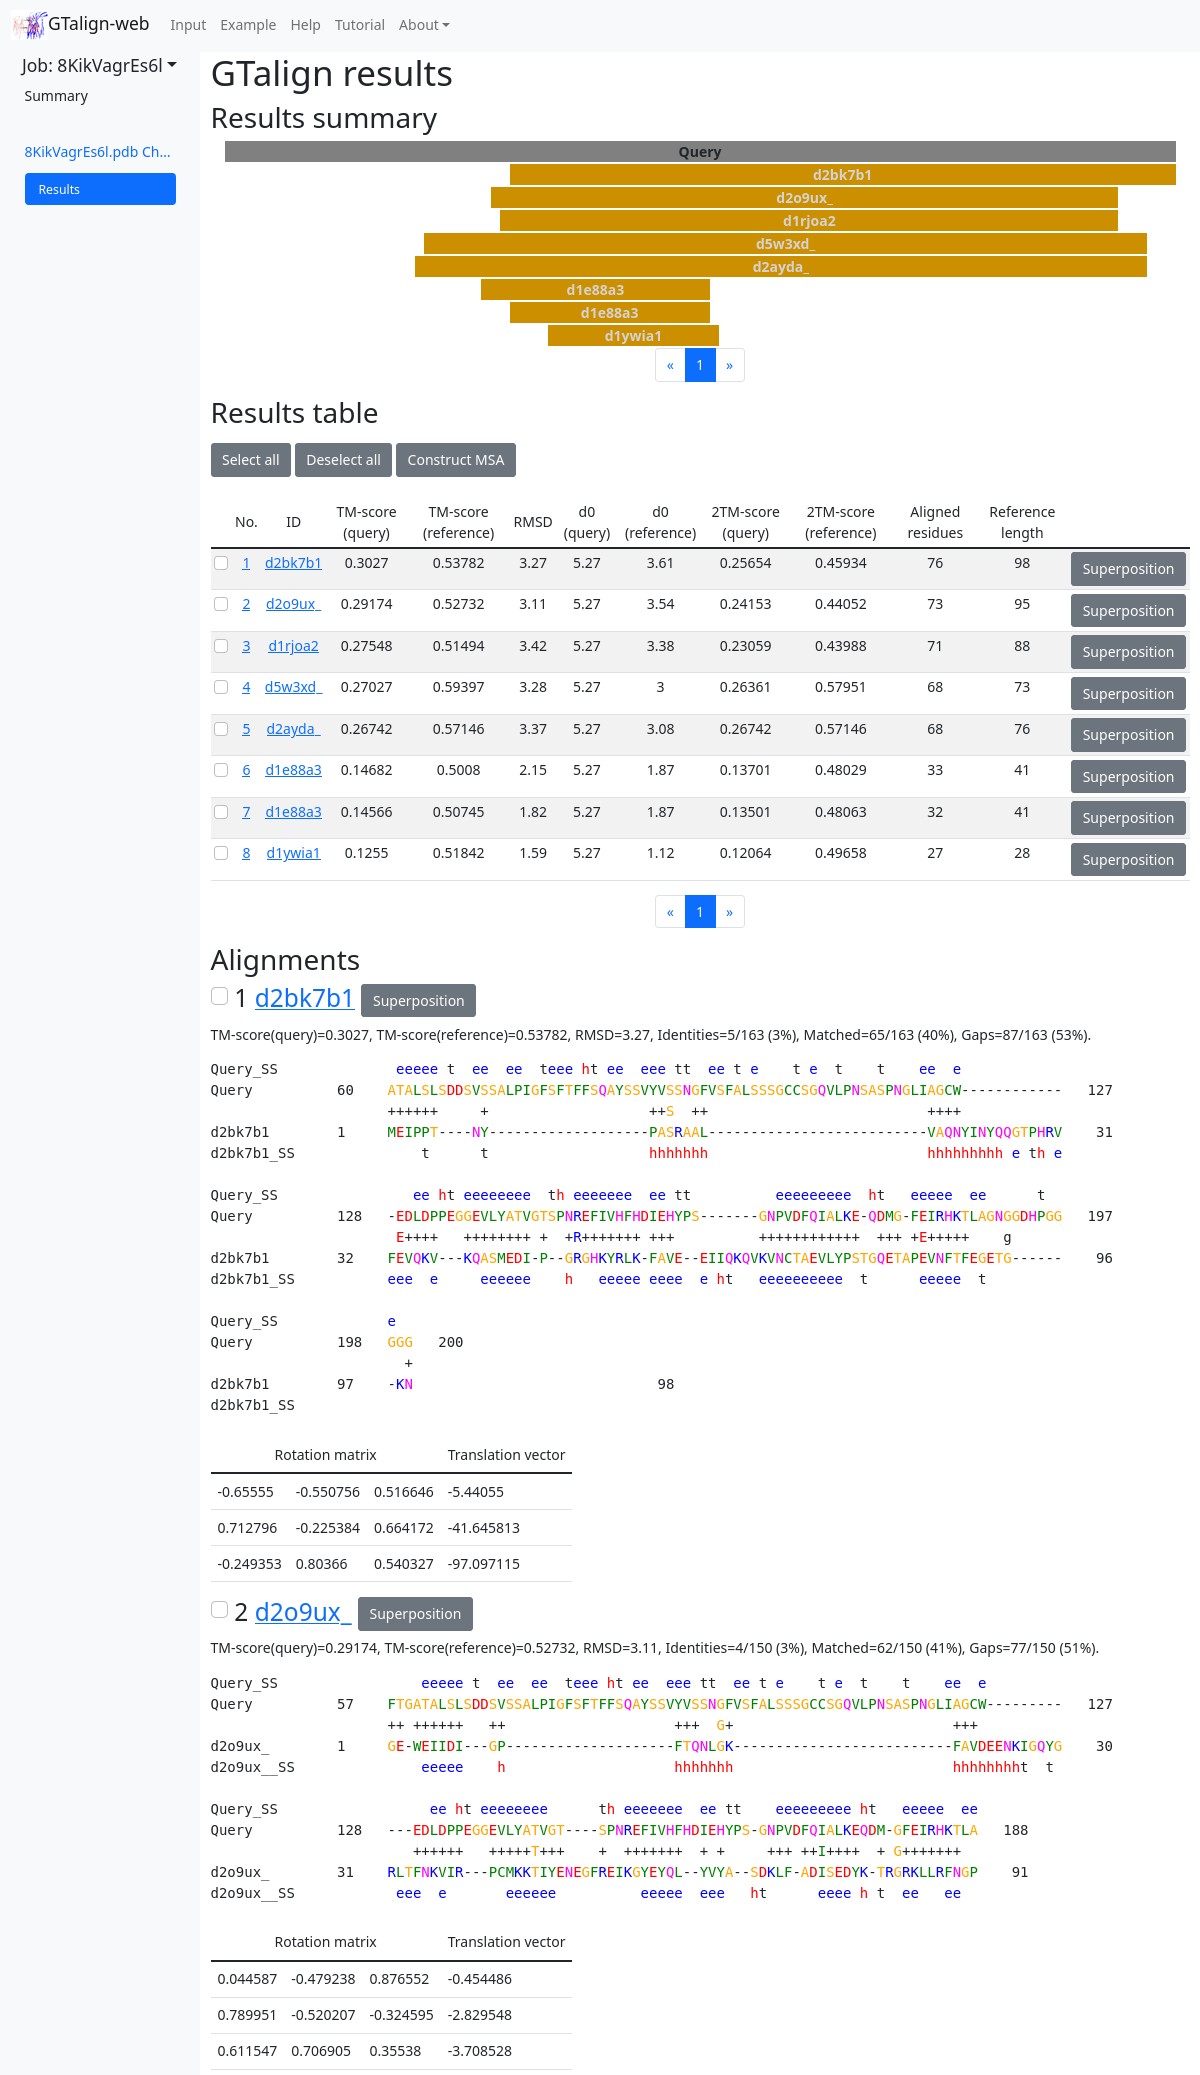 GTalign-web Input Example Help Tutorial About
Job: 8KikVagrEs6l
Summary
8KikVagrEs6l.pdb Ch...
Results
GTalign results
Results summary
Query
d2bk7b1
d2o9ux_
d1rjoa2
d5w3xd_
d2ayda_
d1e88a3
d1e88a3
d1ywia1
« 1 »
Results table
Select all Deselect all Construct MSA
No. ID TM-score (query) TM-score (reference) RMSD d0 (query) d0 (reference) 2TM-score (query) 2TM-score (reference) Aligned residues Reference length
1 d2bk7b1 0.3027 0.53782 3.27 5.27 3.61 0.25654 0.45934 76 98 Superposition
2 d2o9ux_ 0.29174 0.52732 3.11 5.27 3.54 0.24153 0.44052 73 95 Superposition
3 d1rjoa2 0.27548 0.51494 3.42 5.27 3.38 0.23059 0.43988 71 88 Superposition
4 d5w3xd_ 0.27027 0.59397 3.28 5.27 3 0.26361 0.57951 68 73 Superposition
5 d2ayda_ 0.26742 0.57146 3.37 5.27 3.08 0.26742 0.57146 68 76 Superposition
6 d1e88a3 0.14682 0.5008 2.15 5.27 1.87 0.13701 0.48029 33 41 Superposition
7 d1e88a3 0.14566 0.50745 1.82 5.27 1.87 0.13501 0.48063 32 41 Superposition
8 d1ywia1 0.1255 0.51842 1.59 5.27 1.12 0.12064 0.49658 27 28 Superposition
« 1 »
Alignments
1 d2bk7b1 Superposition
TM-score(query)=0.3027, TM-score(reference)=0.53782, RMSD=3.27, Identities=5/163 (3%), Matched=65/163 (40%), Gaps=87/163 (53%).
Query_SS              eeeee t  ee  ee  teee ht ee  eee tt  ee t e    t e  t    t    ee  e
Query          60    ATALSLSDDSVSSALPIGFSFTFFSQAYSSVYVSSNGFVSFALSSSGCCSGQVLPNSASPNGLIAGCW------------   127
                     ++++++     +                   ++S  ++                          ++++
d2bk7b1        1     MEIPPT----NY-------------------PASRAAL--------------------------VAQNYINYQQGTPHRV    31
d2bk7b1_SS               t      t                   hhhhhhh                          hhhhhhhhh e th e
Query_SS                ee ht eeeeeeee  th eeeeeee  ee tt          eeeeeeeee  ht   eeeee  ee      t
Query          128   -EDLDPPEGGEVLYATVGTSPNREFIVHFHDIEHYPS-------GNPVDFQIALKE-QDMG-FEIRHKTLAGNGGDHPGG   197
                      E++++   ++++++++ +  +R+++++++ +++          ++++++++++++  +++ +E+++++    g
d2bk7b1        32    FEVQKV---KQASMEDI-P--GRGHKYRLK-FAVE--EIIQKQVKVNCTAEVLYPSTGQETAPEVNFTFEGETG------    96
d2bk7b1_SS           eee  e     eeeeee    h   eeeee eeee  e ht   eeeeeeeeee  t      eeeee  t
Query_SS             e
Query          198   GGG   200
                       +
d2bk7b1        97    -KN                             98
d2bk7b1_SS
Rotation matrix Translation vector
-0.65555 -0.550756 0.516646 -5.44055
0.712796 -0.225384 0.664172 -41.645813
-0.249353 0.80366 0.540327 -97.097115
2 d2o9ux_ Superposition
TM-score(query)=0.29174, TM-score(reference)=0.52732, RMSD=3.11, Identities=4/150 (3%), Matched=62/150 (41%), Gaps=77/150 (51%).
Query_SS                 eeeee t  ee  ee  teee ht ee  eee tt  ee t e    t e  t    t    ee  e
Query          57    FTGATALSLSDDSVSSALPIGFSFTFFSQAYSSVYVSSNGFVSFALSSSGCCSGQVLPNSASPNGLIAGCW---------   127
                     ++ ++++++   ++                    +++  G+                          +++
d2o9ux_        1     GE-WEIIDI---GP--------------------FTQNLGK--------------------------FAVDEENKIGQYG    30
d2o9ux__SS               eeeee    h                    hhhhhhh                          hhhhhhhht  t
Query_SS                  ee ht eeeeeeee      th eeeeeee  ee tt    eeeeeeeee ht   eeeee  ee
Query          128   ---EDLDPPEGGEVLYATVGT----SPNREFIVHFHDIEHYPS-GNPVDFQIALKEQDM-GFEIRHKTLA   188
                        ++++++   +++++T+++    +  +++++++  + +     +++ ++I++++  + G+++++++
d2o9ux_        31    RLTFNKVIR---PCMKKTIYENEGFREIKGYEYQL--YVYA--SDKLF-ADISEDYK-TRGRKLLRFNGP    91
d2o9ux__SS            eee  e       eeeeee          eeeee  eee   ht      eeee h t  ee   ee
Rotation matrix Translation vector
0.044587 -0.479238 0.876552 -0.454486
0.789951 -0.520207 -0.324595 -2.829548
0.611547 0.706905 0.35538 -3.708528